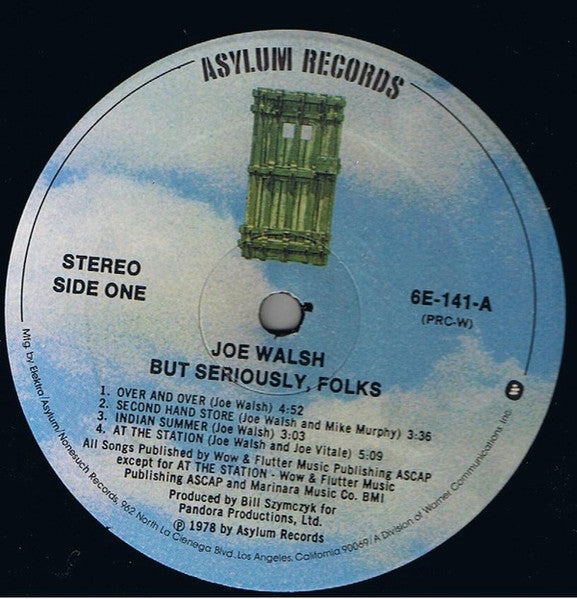 ASYLUM RECORDS
STEREO
SIDE ONE
6E-141-A
(PRC-W)
JOE WALSH
BUT SERIOUSLY, FOLKS
1. OVER AND OVER (Joe Walsh) 4:52
2. SECOND HAND STORE (Joe Walsh and Mike Murphy) 3:36
3. INDIAN SUMMER (Joe Walsh) 3:03
4. AT THE STATION (Joe Walsh and Joe Vitale) 5:09
All Songs Published by Wow & Flutter Music Publishing ASCAP
except for AT THE STATION - Wow & Flutter Music
Publishing ASCAP and Marinara Music Co. BMI
Produced by Bill Szymczyk for
Pandora Productions, Ltd.
℗ 1978 by Asylum Records
Mfg. by Elektra/Asylum/Nonesuch Records, 962 North La Cienega Blvd. Los Angeles, California 90069/A Division of Warner Communications Inc.